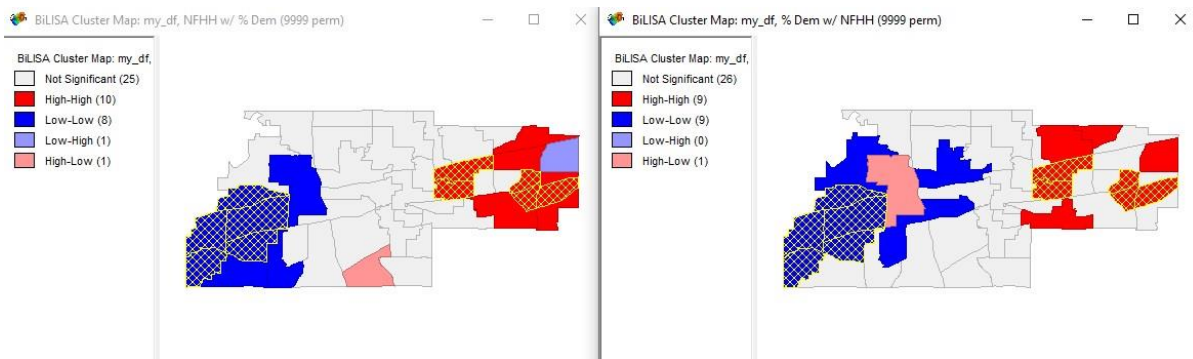 BiLISA Cluster Map: my_df, NFHH w/ % Dem (9999 perm)
BiLISA Cluster Map: my_df,
Not Significant (25)
High-High (10)
Low-Low (8)
Low-High (1)
High-Low (1)
BiLISA Cluster Map: my_df, % Dem w/ NFHH (9999 perm)
BiLISA Cluster Map: my_df,
Not Significant (26)
High-High (9)
Low-Low (9)
Low-High (0)
High-Low (1)